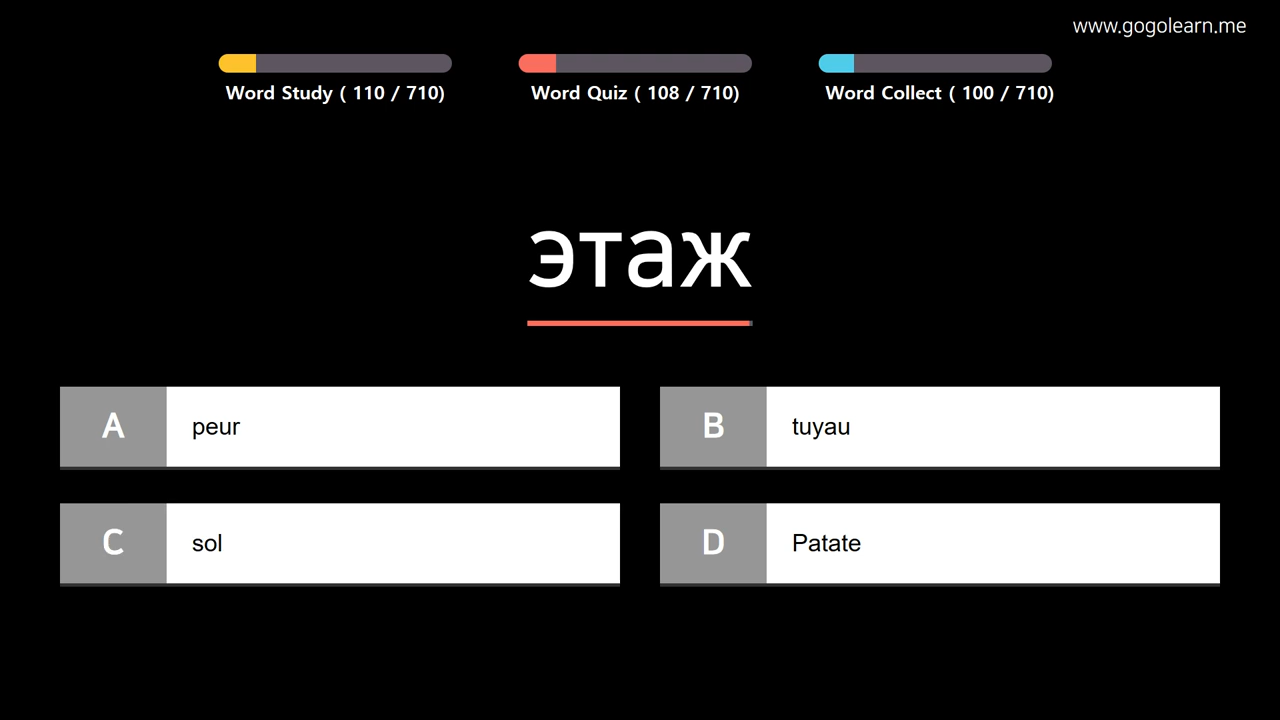 www.gogolearn.me
Word Study ( 110 / 710)
Word Quiz ( 108 / 710)
Word Collect ( 100 / 710)
этаж
A peur
B tuyau
C sol
D Patate